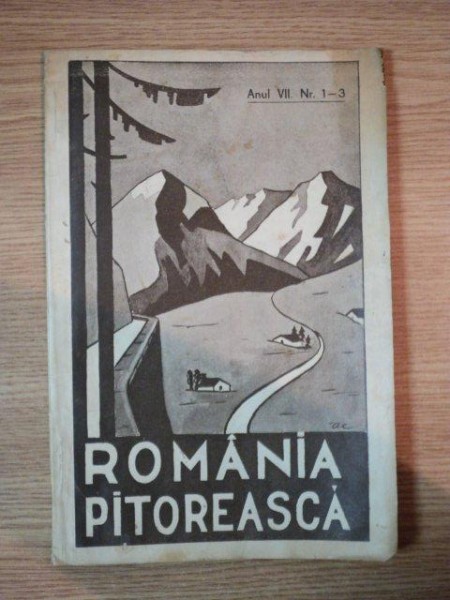 Anul VII. Nr. 1–3
ROMÂNIA
PITOREASCĂ